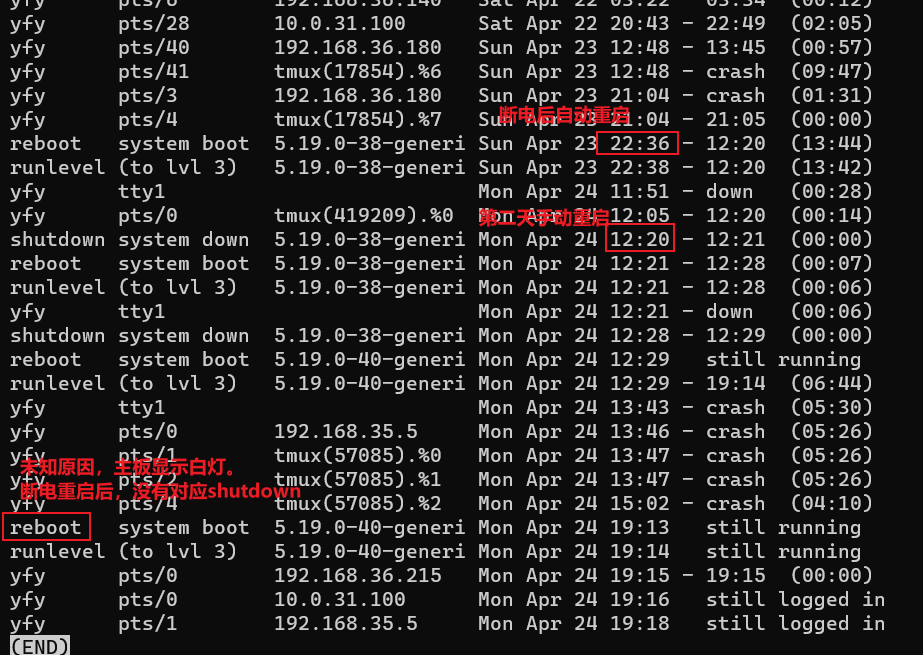 yfy      pts/6        192.168.36.140   Sat Apr 22 03:22 - 03:34  (00:12)
yfy      pts/28       10.0.31.100      Sat Apr 22 20:43 - 22:49  (02:05)
yfy      pts/40       192.168.36.180   Sun Apr 23 12:48 - 13:45  (00:57)
yfy      pts/41       tmux(17854).%6   Sun Apr 23 12:48 - crash  (09:47)
yfy      pts/3        192.168.36.180   Sun Apr 23 21:04 - crash  (01:31)
断电后自动重启
yfy      pts/4        tmux(17854).%7   Sun Apr 23 21:04 - 21:05  (00:00)
reboot   system boot  5.19.0-38-generi Sun Apr 23 22:36 - 12:20  (13:44)
runlevel (to lvl 3)   5.19.0-38-generi Sun Apr 23 22:38 - 12:20  (13:42)
yfy      tty1                          Mon Apr 24 11:51 - down   (00:28)
yfy      pts/0        tmux(419209).%0  Mon Apr 24 12:05 - 12:20  (00:14)
第二天手动重启
shutdown system down  5.19.0-38-generi Mon Apr 24 12:20 - 12:21  (00:00)
reboot   system boot  5.19.0-38-generi Mon Apr 24 12:21 - 12:28  (00:07)
runlevel (to lvl 3)   5.19.0-38-generi Mon Apr 24 12:21 - 12:28  (00:06)
yfy      tty1                          Mon Apr 24 12:21 - down   (00:06)
shutdown system down  5.19.0-38-generi Mon Apr 24 12:28 - 12:29  (00:00)
reboot   system boot  5.19.0-40-generi Mon Apr 24 12:29   still running
runlevel (to lvl 3)   5.19.0-40-generi Mon Apr 24 12:29 - 19:14  (06:44)
yfy      tty1                          Mon Apr 24 13:43 - crash  (05:30)
yfy      pts/0        192.168.35.5     Mon Apr 24 13:46 - crash  (05:26)
yfy      pts/1        tmux(57085).%0   Mon Apr 24 13:47 - crash  (05:26)
未知原因，主板显示白灯。
yfy      pts/2        tmux(57085).%1   Mon Apr 24 13:47 - crash  (05:26)
断电重启后，没有对应shutdown
yfy      pts/4        tmux(57085).%2   Mon Apr 24 15:02 - crash  (04:10)
reboot   system boot  5.19.0-40-generi Mon Apr 24 19:13   still running
runlevel (to lvl 3)   5.19.0-40-generi Mon Apr 24 19:14   still running
yfy      pts/0        192.168.36.215   Mon Apr 24 19:15 - 19:15  (00:00)
yfy      pts/0        10.0.31.100      Mon Apr 24 19:16   still logged in
yfy      pts/1        192.168.35.5     Mon Apr 24 19:18   still logged in
(END)